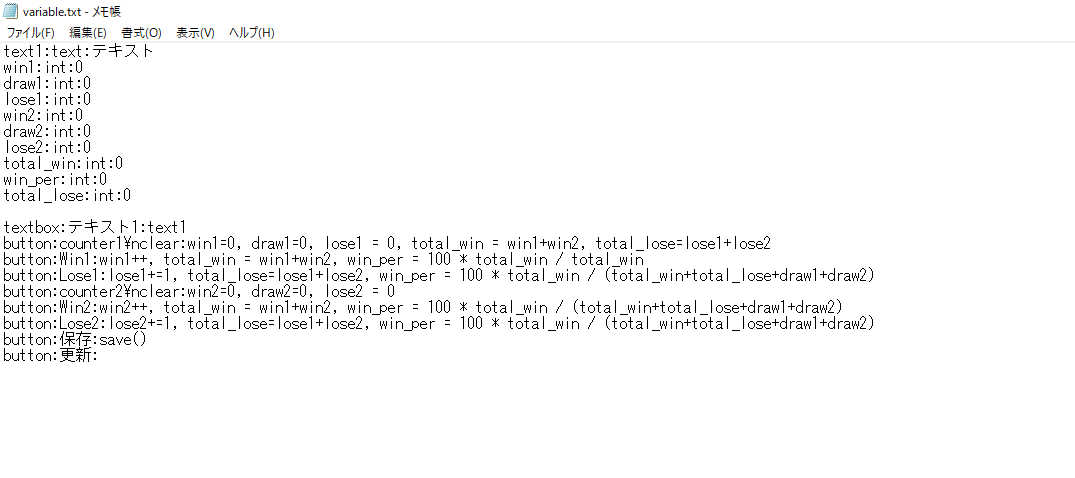 variable.txt - メモ帳
ファイル(F) 編集(E) 書式(O) 表示(V) ヘルプ(H)
text1:text:テキスト
win1:int:0
draw1:int:0
lose1:int:0
win2:int:0
draw2:int:0
lose2:int:0
total_win:int:0
win_per:int:0
total_lose:int:0
textbox:テキスト1:text1
button:counter1¥nclear:win1=0, draw1=0, lose1 = 0, total_win = win1+win2, total_lose=lose1+lose2
button:Win1:win1++, total_win = win1+win2, win_per = 100 * total_win / total_win
button:Lose1:lose1+=1, total_lose=lose1+lose2, win_per = 100 * total_win / (total_win+total_lose+draw1+draw2)
button:counter2¥nclear:win2=0, draw2=0, lose2 = 0
button:Win2:win2++, total_win = win1+win2, win_per = 100 * total_win / (total_win+total_lose+draw1+draw2)
button:Lose2:lose2+=1, total_lose=lose1+lose2, win_per = 100 * total_win / (total_win+total_lose+draw1+draw2)
button:保存:save()
button:更新: